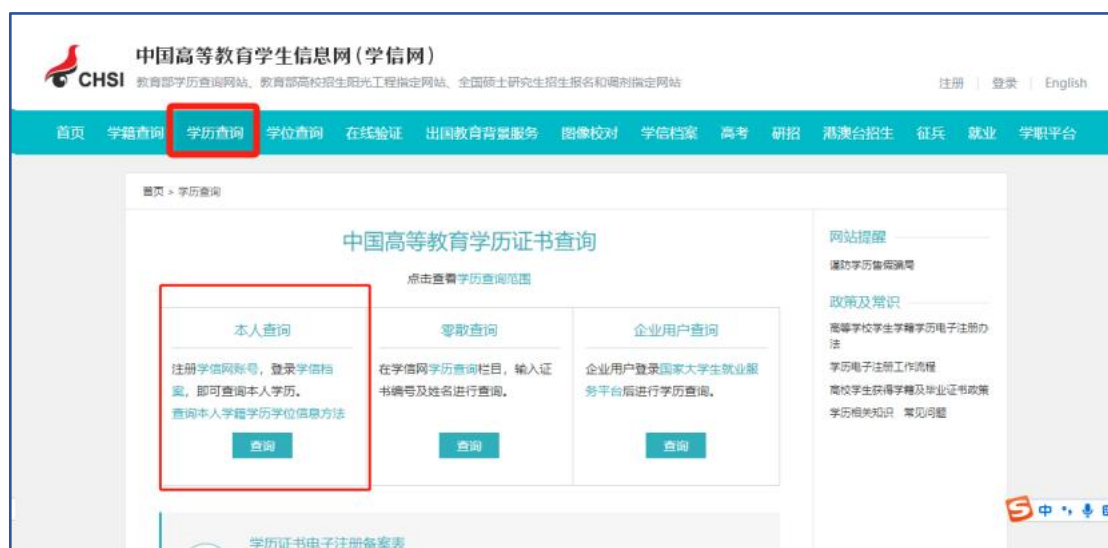 中国高等教育学生信息网(学信网)
CHSI 教育部学历查询网站、教育部高校招生阳光工程指定网站、全国硕士研究生招生报名和调剂指定网站
注册 | 登录 | English
首页 学籍查询 学历查询 学位查询 在线验证 出国教育背景服务 图像校对 学信档案 高考 研招 港澳台招生 征兵 就业 学职平台
首页 > 学历查询
中国高等教育学历证书查询
点击查看学历查询范围
本人查询
注册学信网账号，登录学信档
案，即可查询本人学历。
查询本人学籍学历学位信息方法
查询
零散查询
在学信网学历查询栏目，输入证
书编号及姓名进行查询。
查询
企业用户查询
企业用户登录国家大学生就业服
务平台后进行学历查询。
查询
网站提醒
谨防学历售假骗局
政策及常识
高等学校学生学籍学历电子注册办
法
学历电子注册工作流程
高校学生获得学籍及毕业证书政策
学历相关知识 常见问题
学历证书电子注册备案表
中